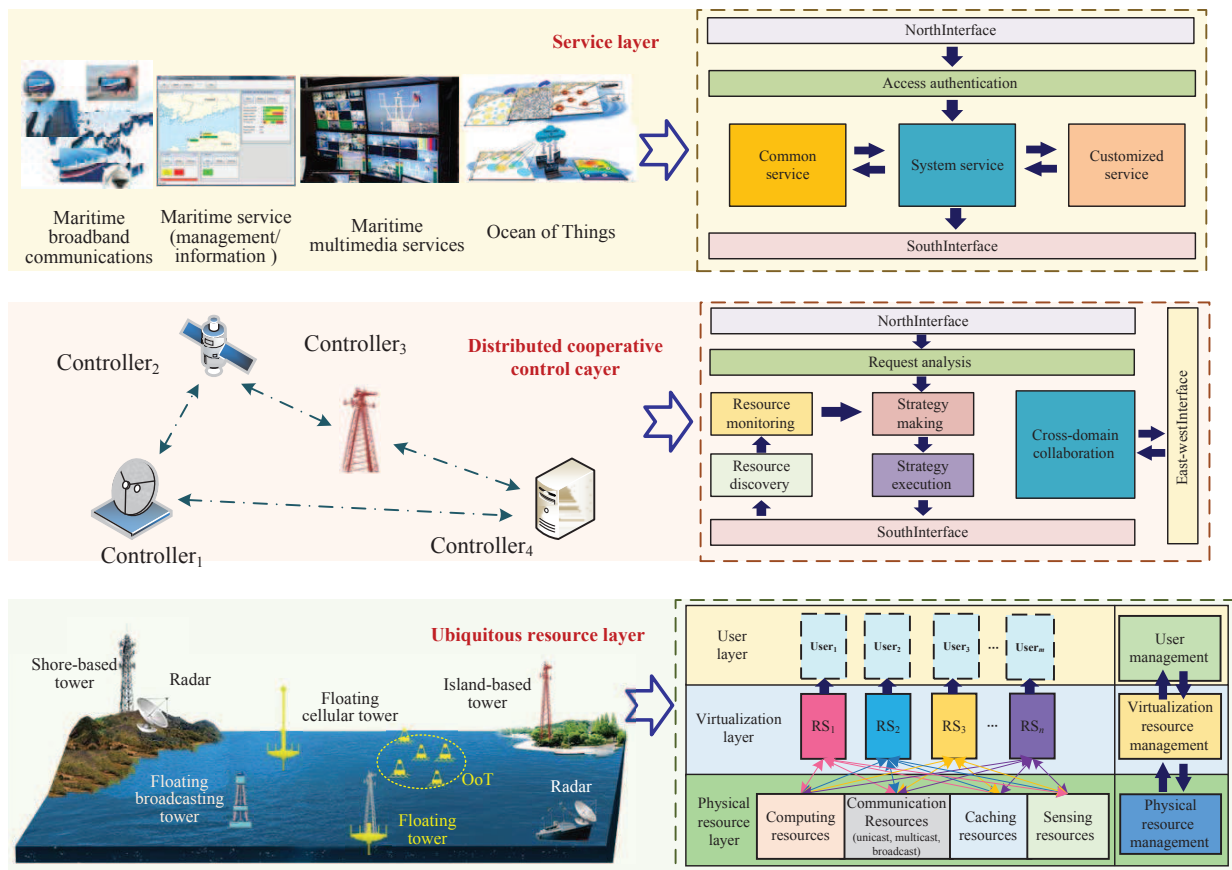 Service layer
Maritime
broadband
communications
Maritime service
(management/
information )
Maritime
multimedia services
Ocean of Things
NorthInterface
Access authentication
Common
service
System service
Customized
service
SouthInterface
Distributed cooperative
control cayer
Controller2
Controller3
Controller1
Controller4
NorthInterface
Request analysis
Resource
monitoring
Strategy
making
Resource
discovery
Strategy
execution
Cross-domain
collaboration
East-westInterface
SouthInterface
Ubiquitous resource layer
Shore-based
tower
Radar
Floating
cellular tower
Island-based
tower
OoT
Floating
broadcasting
tower
Floating tower
Radar
User
layer
User1
User2
User3
...
Userm
User
management
Virtualization
layer
RS1
RS2
RS3
...
RSn
Virtualization
resource
management
Physical
resource
layer
Computing
resources
Communication
Resources
(unicast, multicast,
broadcast)
Caching
resources
Sensing
resources
Physical
resource
management